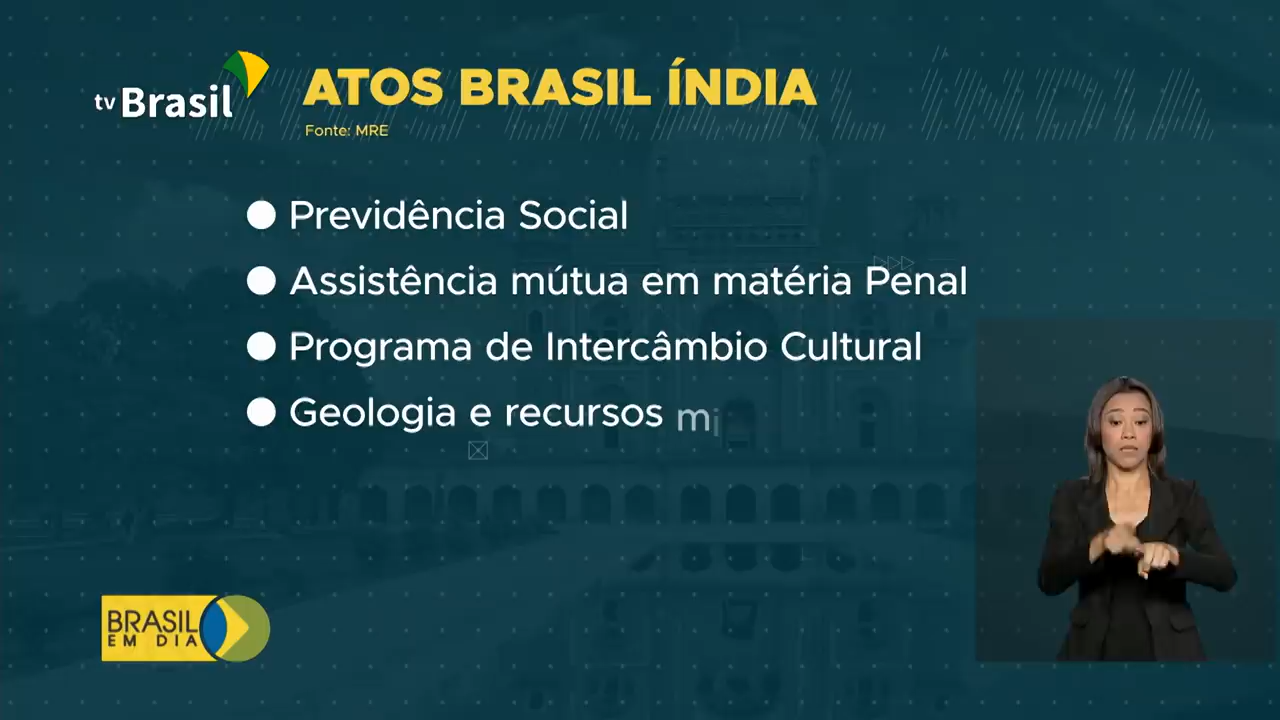 tv Brasil
ATOS BRASIL ÍNDIA
Fonte: MRE
Previdência Social
Assistência mútua em matéria Penal
Programa de Intercâmbio Cultural
Geologia e recursos mi
BRASIL
EM DIA